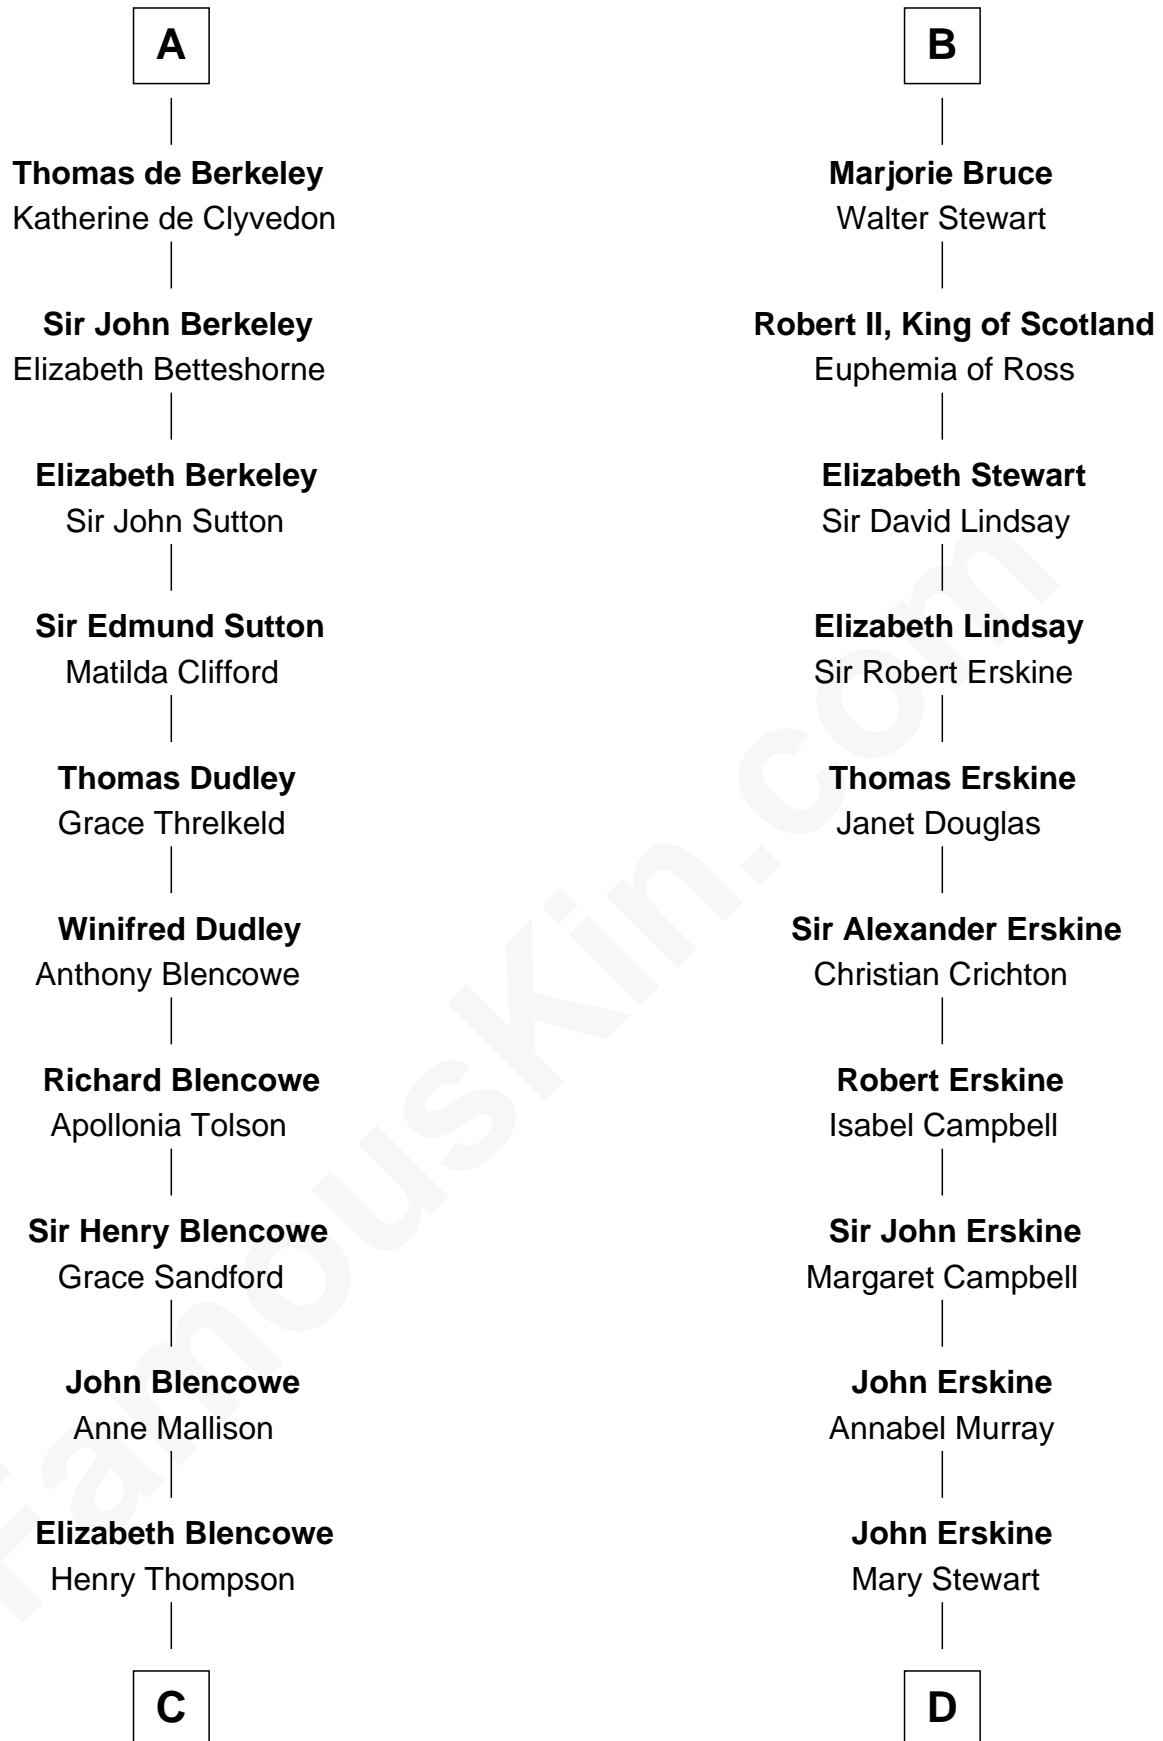 A
Thomas de Berkeley
Katherine de Clyvedon
Sir John Berkeley
Elizabeth Betteshorne
Elizabeth Berkeley
Sir John Sutton
Sir Edmund Sutton
Matilda Clifford
Thomas Dudley
Grace Threlkeld
Winifred Dudley
Anthony Blencowe
Richard Blencowe
Apollonia Tolson
Sir Henry Blencowe
Grace Sandford
John Blencowe
Anne Mallison
Elizabeth Blencowe
Henry Thompson
C
B
Marjorie Bruce
Walter Stewart
Robert II, King of Scotland
Euphemia of Ross
Elizabeth Stewart
Sir David Lindsay
Elizabeth Lindsay
Sir Robert Erskine
Thomas Erskine
Janet Douglas
Sir Alexander Erskine
Christian Crichton
Robert Erskine
Isabel Campbell
Sir John Erskine
Margaret Campbell
John Erskine
Annabel Murray
John Erskine
Mary Stewart
D
FamousKin.com